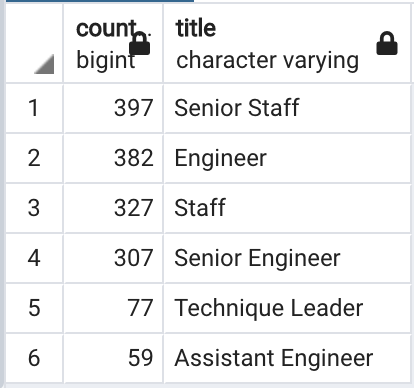 count. title
bigint character varying
1 397 Senior Staff
2 382 Engineer
3 327 Staff
4 307 Senior Engineer
5 77 Technique Leader
6 59 Assistant Engineer